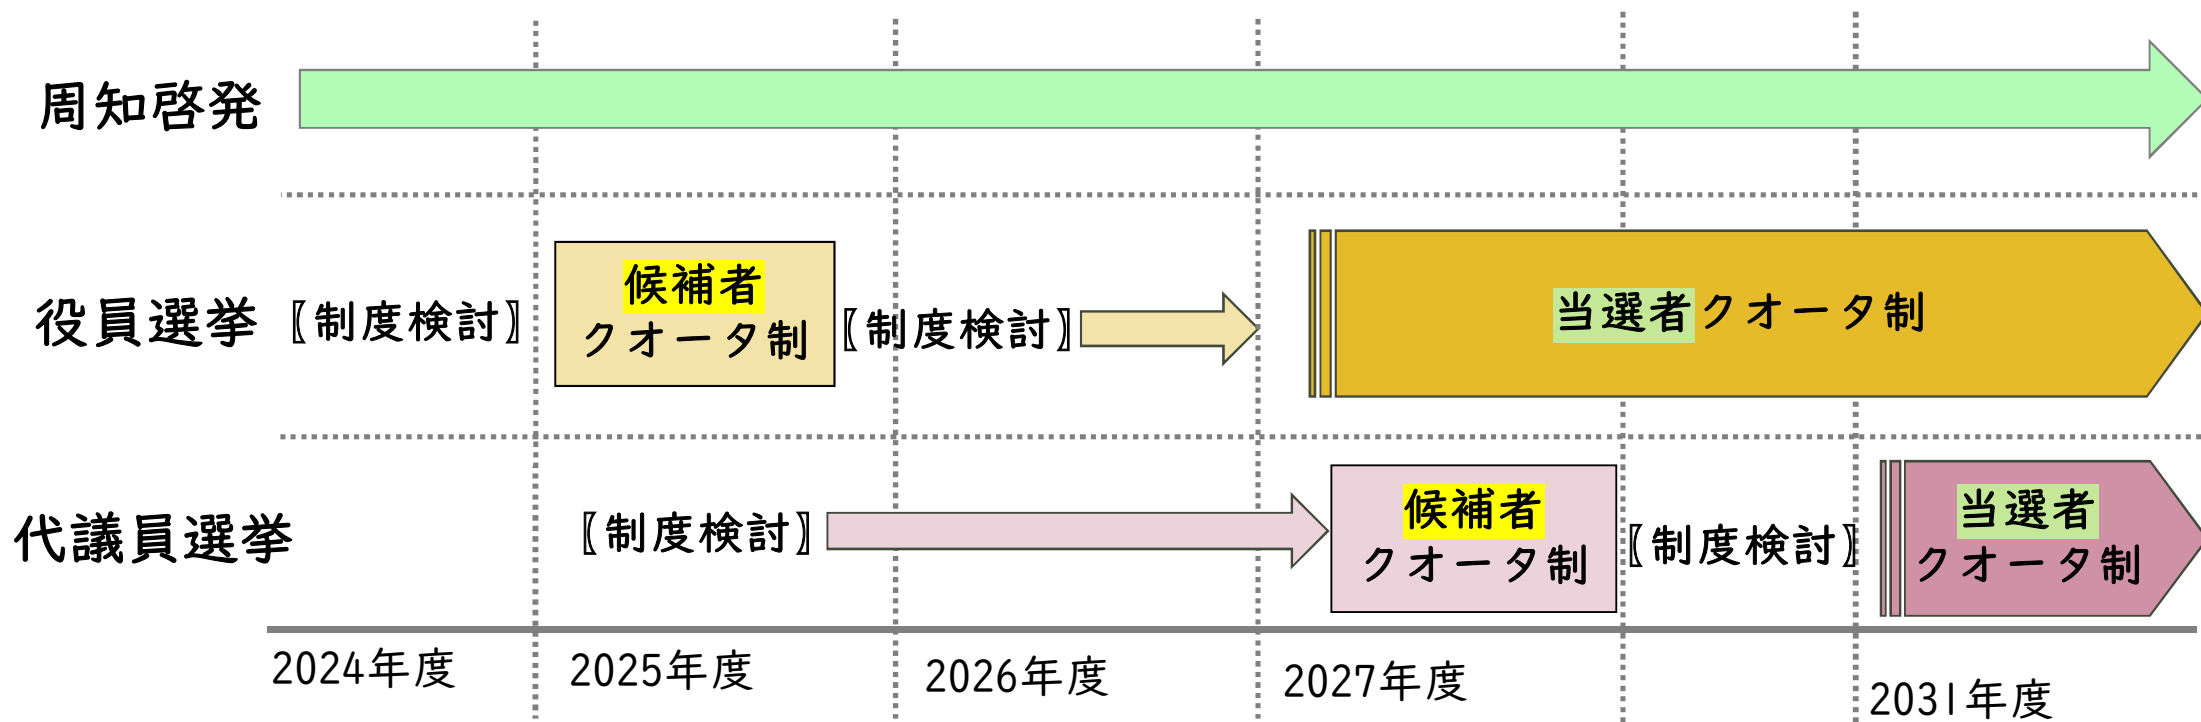 周知啓発
役員選挙
〖制度検討〗
候補者
クオータ制
〖制度検討〗
当選者クオータ制
代議員選挙
〖制度検討〗
候補者
クオータ制
〖制度検討〗
当選者
クオータ制
2024年度
2025年度
2026年度
2027年度
2031年度